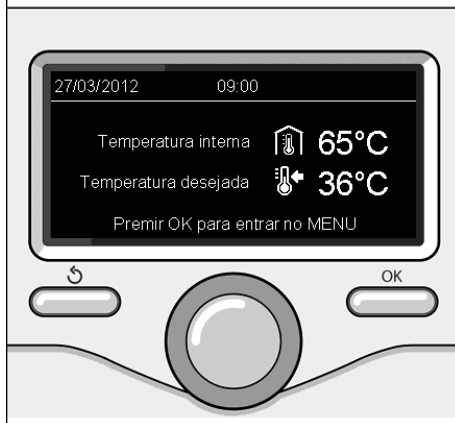 27/03/2012 09:00
Temperatura interna 65°C
Temperatura desejada 36°C
Premir OK para entrar no MENU
OK